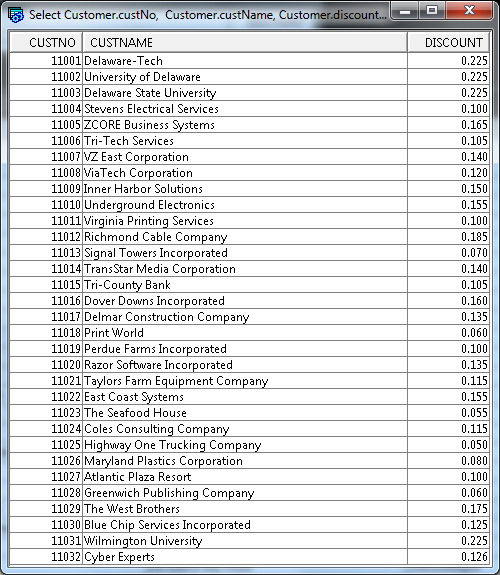 Select Customer.custNo, Customer.custName, Customer.discount...
CUSTNO CUSTNAME DISCOUNT
11001 Delaware-Tech 0.225
11002 University of Delaware 0.225
11003 Delaware State University 0.225
11004 Stevens Electrical Services 0.100
11005 ZCORE Business Systems 0.165
11006 Tri-Tech Services 0.105
11007 VZ East Corporation 0.140
11008 ViaTech Corporation 0.120
11009 Inner Harbor Solutions 0.150
11010 Underground Electronics 0.155
11011 Virginia Printing Services 0.100
11012 Richmond Cable Company 0.185
11013 Signal Towers Incorporated 0.070
11014 TransStar Media Corporation 0.140
11015 Tri-County Bank 0.105
11016 Dover Downs Incorporated 0.160
11017 Delmar Construction Company 0.135
11018 Print World 0.060
11019 Perdue Farms Incorporated 0.100
11020 Razor Software Incorporated 0.135
11021 Taylors Farm Equipment Company 0.115
11022 East Coast Systems 0.155
11023 The Seafood House 0.055
11024 Coles Consulting Company 0.115
11025 Highway One Trucking Company 0.050
11026 Maryland Plastics Corporation 0.080
11027 Atlantic Plaza Resort 0.100
11028 Greenwich Publishing Company 0.060
11029 The West Brothers 0.175
11030 Blue Chip Services Incorporated 0.125
11031 Wilmington University 0.225
11032 Cyber Experts 0.126